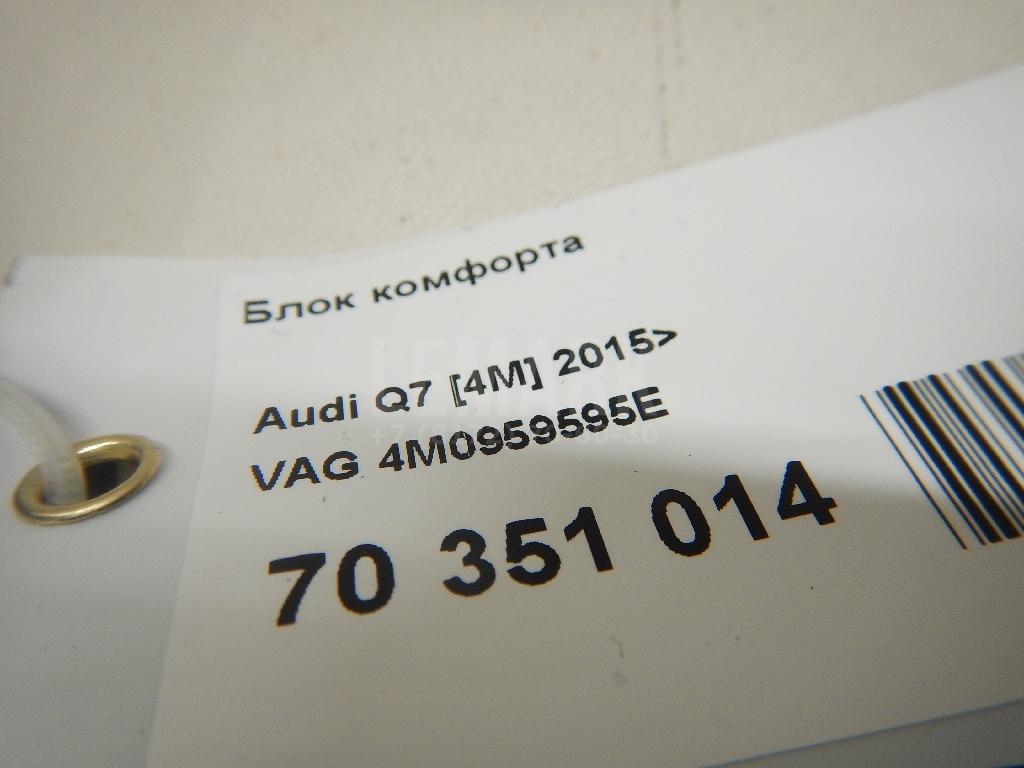 Блок комфорта
Audi Q7 [4M] 2015>
VAG 4M0959595E
70 351 014